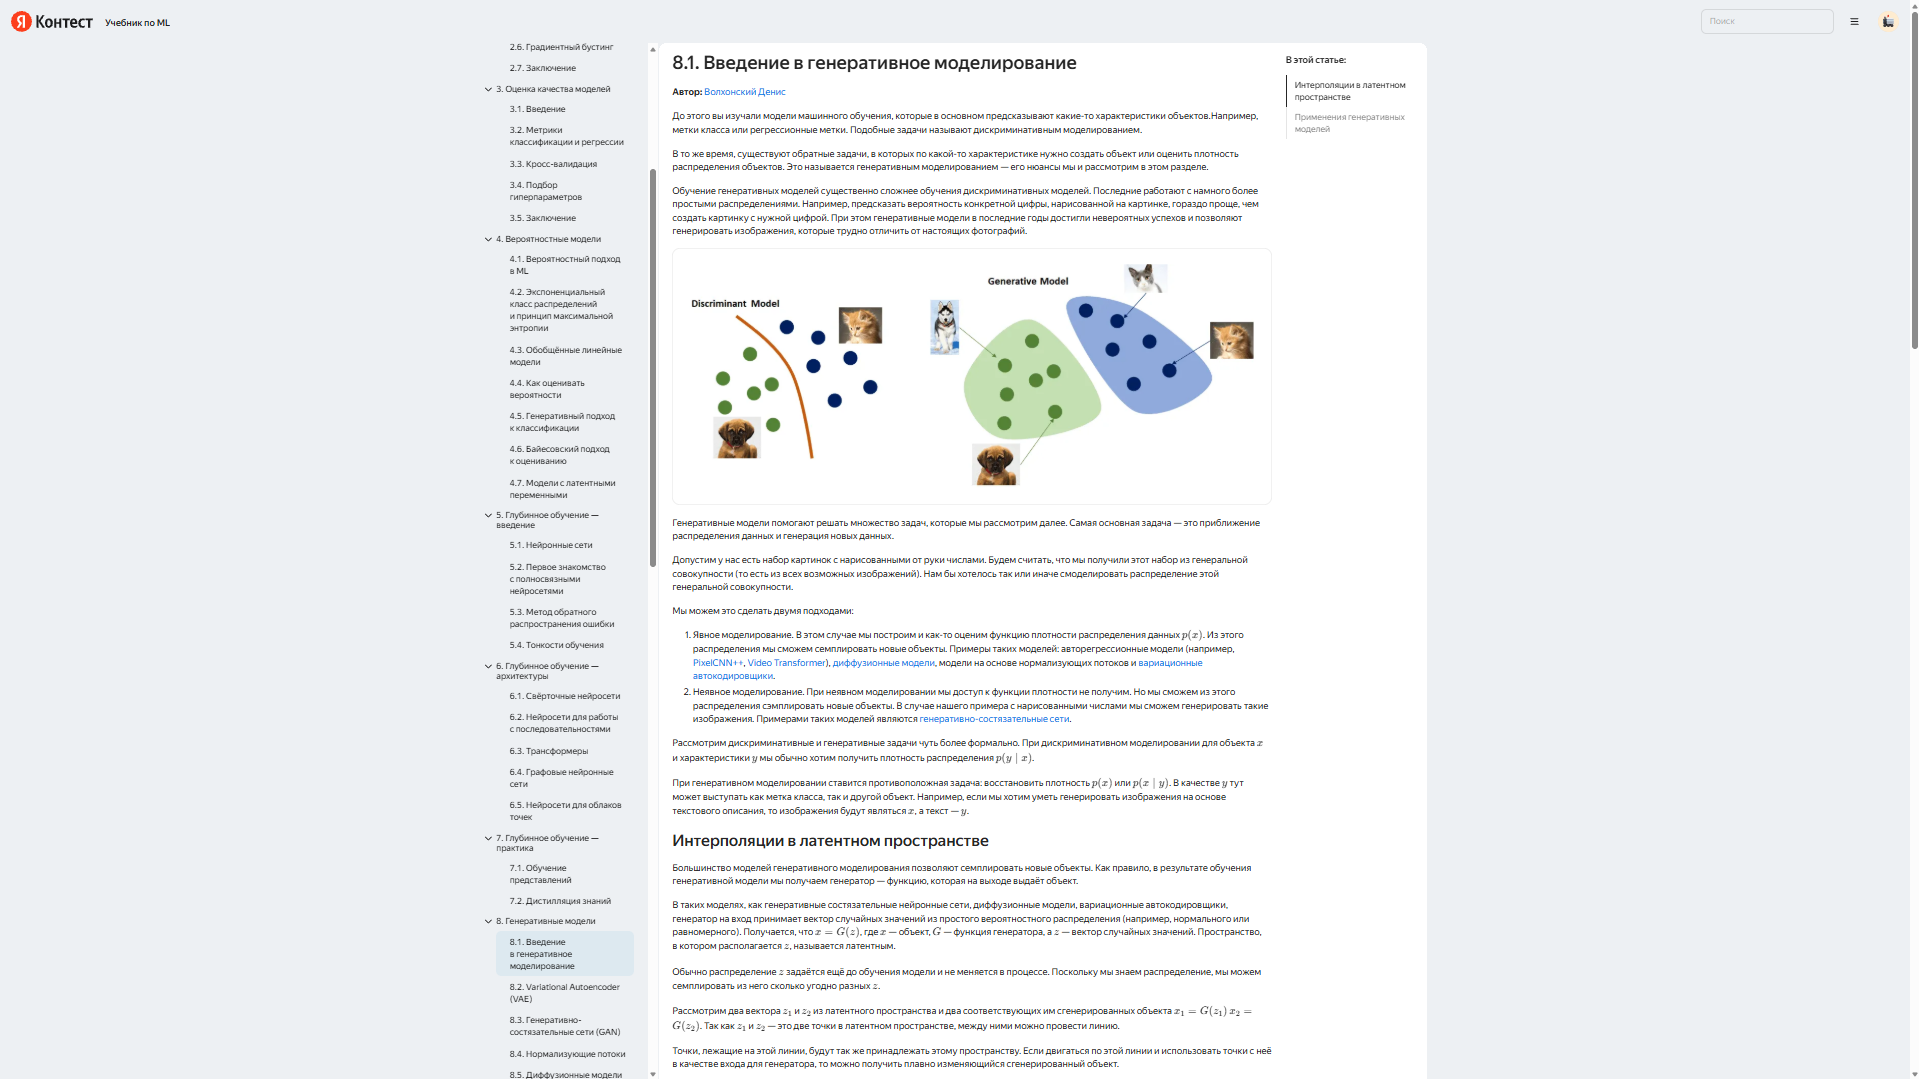 Я Контест
Учебник по ML
Поиск
2.6. Градиентный бустинг
2.7. Заключение
3. Оценка качества моделей
3.1. Введение
3.2. Метрики
классификации и регрессии
3.3. Кросс-валидация
3.4. Подбор
гиперпараметров
3.5. Заключение
4. Вероятностные модели
4.1. Вероятностный подход
в ML
4.2. Экспоненциальный
класс распределений
и принцип максимальной
энтропии
4.3. Обобщённые линейные
модели
4.4. Как оценивать
вероятности
4.5. Генеративный подход
к классификации
4.6. Байесовский подход
к оцениванию
4.7. Модели с латентными
переменными
5. Глубинное обучение —
введение
5.1. Нейронные сети
5.2. Первое знакомство
с полносвязными
нейросетями
5.3. Метод обратного
распространения ошибки
5.4. Тонкости обучения
6. Глубинное обучение —
архитектуры
6.1. Свёрточные нейросети
6.2. Нейросети для работы
с последовательностями
6.3. Трансформеры
6.4. Графовые нейронные
сети
6.5. Нейросети для облаков
точек
7. Глубинное обучение —
практика
7.1. Обучение
представлений
7.2. Дистилляция знаний
8. Генеративные модели
8.1. Введение
в генеративное
моделирование
8.2. Variational Autoencoder
(VAE)
8.3. Генеративно-
состязательные сети (GAN)
8.4. Нормализующие потоки
8.5. Диффузионные модели
8.1. Введение в генеративное моделирование
Автор: Волхонский Денис
До этого вы изучали модели машинного обучения, которые в основном предсказывают какие-то характеристики объектов.Например,
метки класса или регрессионные метки. Подобные задачи называют дискриминативным моделированием.
В то же время, существуют обратные задачи, в которых по какой-то характеристике нужно создать объект или оценить плотность
распределения объектов. Это называется генеративным моделированием — его нюансы мы и рассмотрим в этом разделе.
Обучение генеративных моделей существенно сложнее обучения дискриминативных моделей. Последние работают с намного более
простыми распределениями. Например, предсказать вероятность конкретной цифры, нарисованной на картинке, гораздо проще, чем
создать картинку с нужной цифрой. При этом генеративные модели в последние годы достигли невероятных успехов и позволяют
генерировать изображения, которые трудно отличить от настоящих фотографий.
Discriminant Model
Generative Model
Генеративные модели помогают решать множество задач, которые мы рассмотрим далее. Самая основная задача — это приближение
распределения данных и генерация новых данных.
Допустим у нас есть набор картинок с нарисованными от руки числами. Будем считать, что мы получили этот набор из генеральной
совокупности (то есть из всех возможных изображений). Нам бы хотелось так или иначе смоделировать распределение этой
генеральной совокупности.
Мы можем это сделать двумя подходами:
1. Явное моделирование. В этом случае мы построим и как-то оценим функцию плотности распределения данных p(x). Из этого
распределения мы сможем семплировать новые объекты. Примеры таких моделей: авторегрессионные модели (например,
PixelCNN++, Video Transformer), диффузионные модели, модели на основе нормализующих потоков и вариационные
автокодировщики.
2. Неявное моделирование. При неявном моделировании мы доступ к функции плотности не получим. Но мы сможем из этого
распределения сэмплировать новые объекты. В случае нашего примера с нарисованными числами мы сможем генерировать такие
изображения. Примерами таких моделей являются генеративно-состязательные сети.
Рассмотрим дискриминативные и генеративные задачи чуть более формально. При дискриминативном моделировании для объекта x
и характеристики y мы обычно хотим получить плотность распределения p(y | x).
При генеративном моделировании ставится противоположная задача: восстановить плотность p(x) или p(x | y). В качестве y тут
может выступать как метка класса, так и другой объект. Например, если мы хотим уметь генерировать изображения на основе
текстового описания, то изображения будут являться x, а текст — y.
Интерполяции в латентном пространстве
Большинство моделей генеративного моделирования позволяют семплировать новые объекты. Как правило, в результате обучения
генеративной модели мы получаем генератор — функцию, которая на выходе выдаёт объект.
В таких моделях, как генеративные состязательные нейронные сети, диффузионные модели, вариационные автокодировщики,
генератор на вход принимает вектор случайных значений из простого вероятностного распределения (например, нормального или
равномерного). Получается, что x = G(z), где x — объект, G — функция генератора, а z — вектор случайных значений. Пространство,
в котором располагается z, называется латентным.
Обычно распределение z задаётся ещё до обучения модели и не меняется в процессе. Поскольку мы знаем распределение, мы можем
семплировать из него сколько угодно разных z.
Рассмотрим два вектора z₁ и z₂ из латентного пространства и два соответствующих им сгенерированных объекта x₁ = G(z₁) x₂ =
G(z₂). Так как z₁ и z₂ — это две точки в латентном пространстве, между ними можно провести линию.
Точки, лежащие на этой линии, будут так же принадлежать этому пространству. Если двигаться по этой линии и использовать точки с неё
в качестве входа для генератора, то можно получить плавно изменяющийся сгенерированный объект.
В этой статье:
Интерполяции в латентном
пространстве
Применения генеративных
моделей